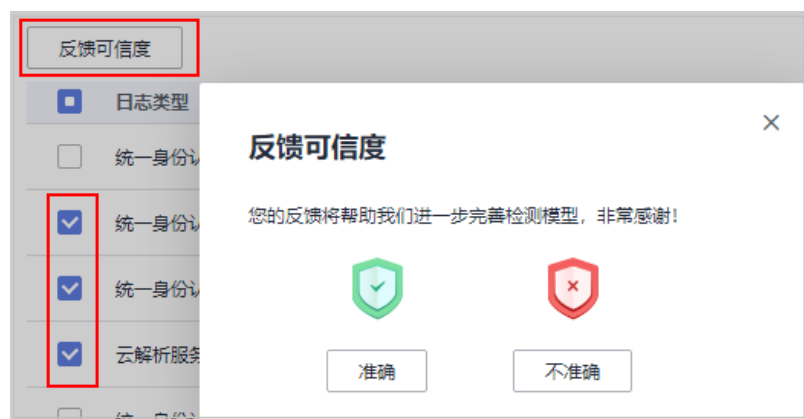 反馈可信度
日志类型
统一身份
反馈可信度
统一身份
您的反馈将帮助我们进一步完善检测模型，非常感谢！
统一身份
云解析服务
准确
不准确